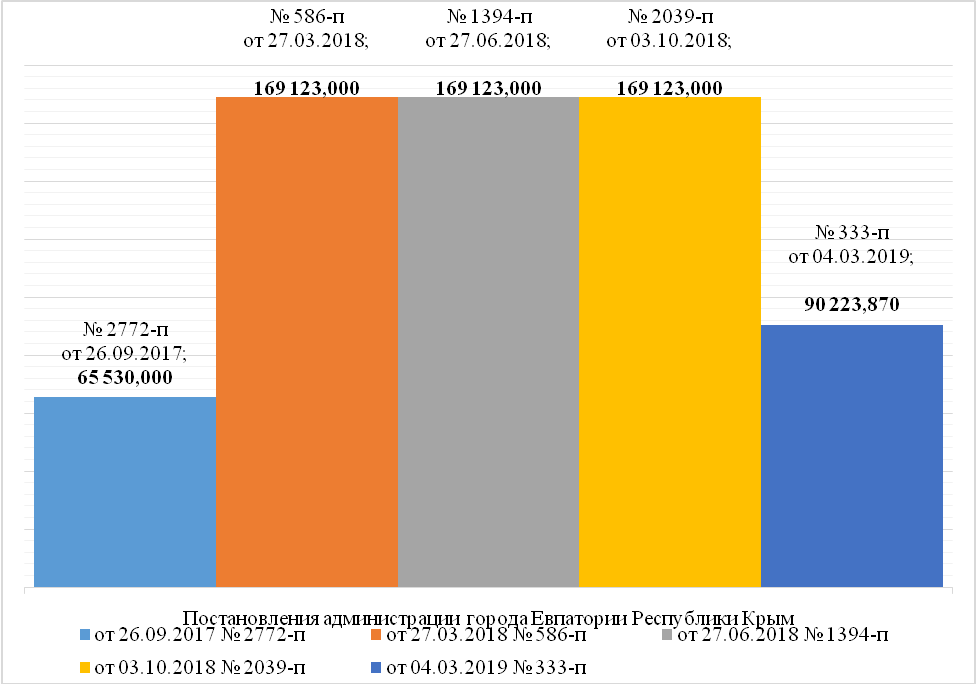 № 586-п
от 27.03.2018;
169 123,000
№ 1394-п
от 27.06.2018;
169 123,000
№ 2039-п
от 03.10.2018;
169 123,000
№ 333-п
от 04.03.2019;
90 223,870
№ 2772-п
от 26.09.2017;
65 530,000
Постановления администрации города Евпатории Республики Крым
от 26.09.2017 № 2772-п
от 27.03.2018 № 586-п
от 27.06.2018 № 1394-п
от 03.10.2018 № 2039-п
от 04.03.2019 № 333-п